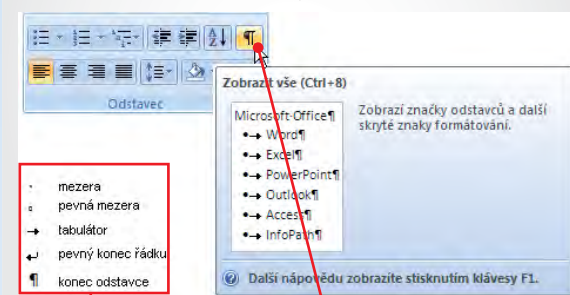 Odstavec
Zobrazit vše (Ctrl+8)
Microsoft·Office¶
•→ Word¶
•→ Excel¶
•→ PowerPoint¶
•→ Outlook¶
•→ Access¶
•→ InfoPath¶
Zobrazí značky odstavců a další
skryté znaky formátování.
Další nápovědu zobrazíte stisknutím klávesy F1.
· mezera
° pevná mezera
→ tabulátor
↵ pevný konec řádku
¶ konec odstavce